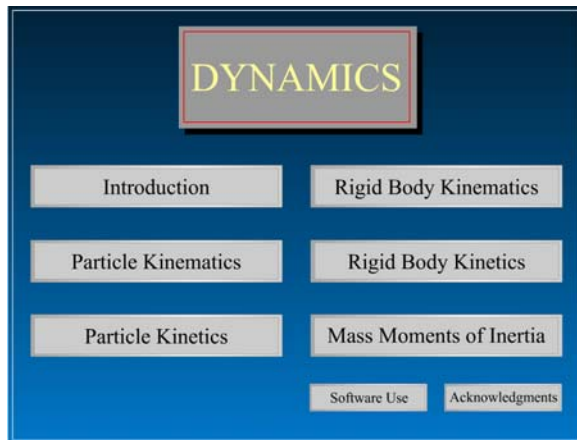 DYNAMICS
Introduction
Particle Kinematics
Particle Kinetics
Rigid Body Kinematics
Rigid Body Kinetics
Mass Moments of Inertia
Software Use
Acknowledgments